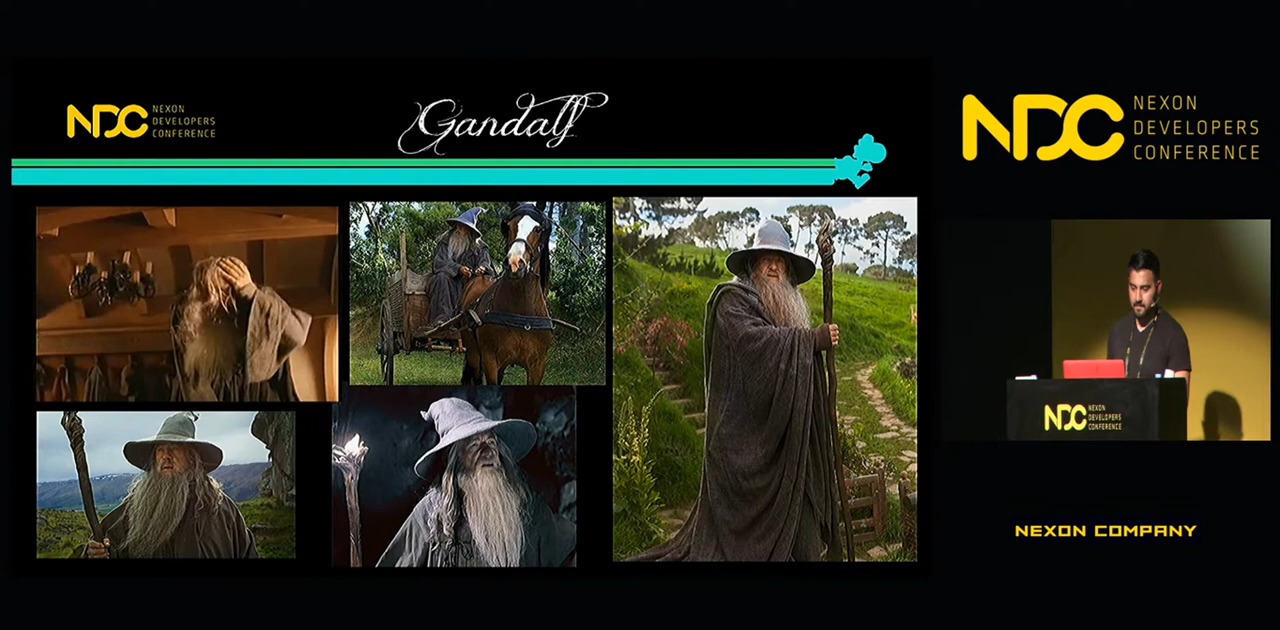 NDC NEXON
DEVELOPERS
CONFERENCE
Gandalf
NDC NEXON
DEVELOPERS
CONFERENCE
NDC NEXON
DEVELOPERS
CONFERENCE
NEXON COMPANY